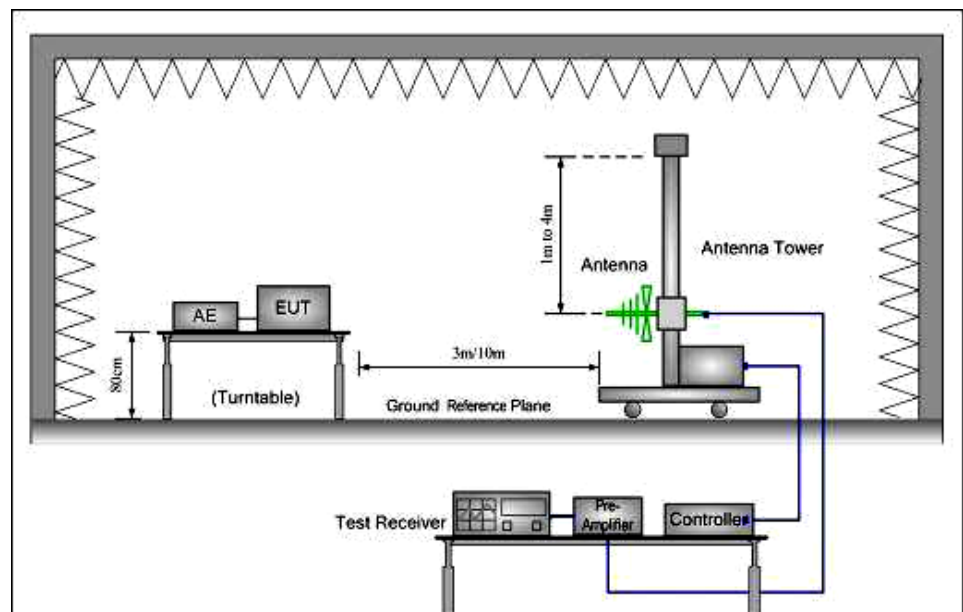 1m to 4m
Antenna
Antenna Tower
AE
EUT
80cm
3m/10m
(Turntable)
Ground Reference Plane
Test Receiver
Pre-
Amplifier
Controller